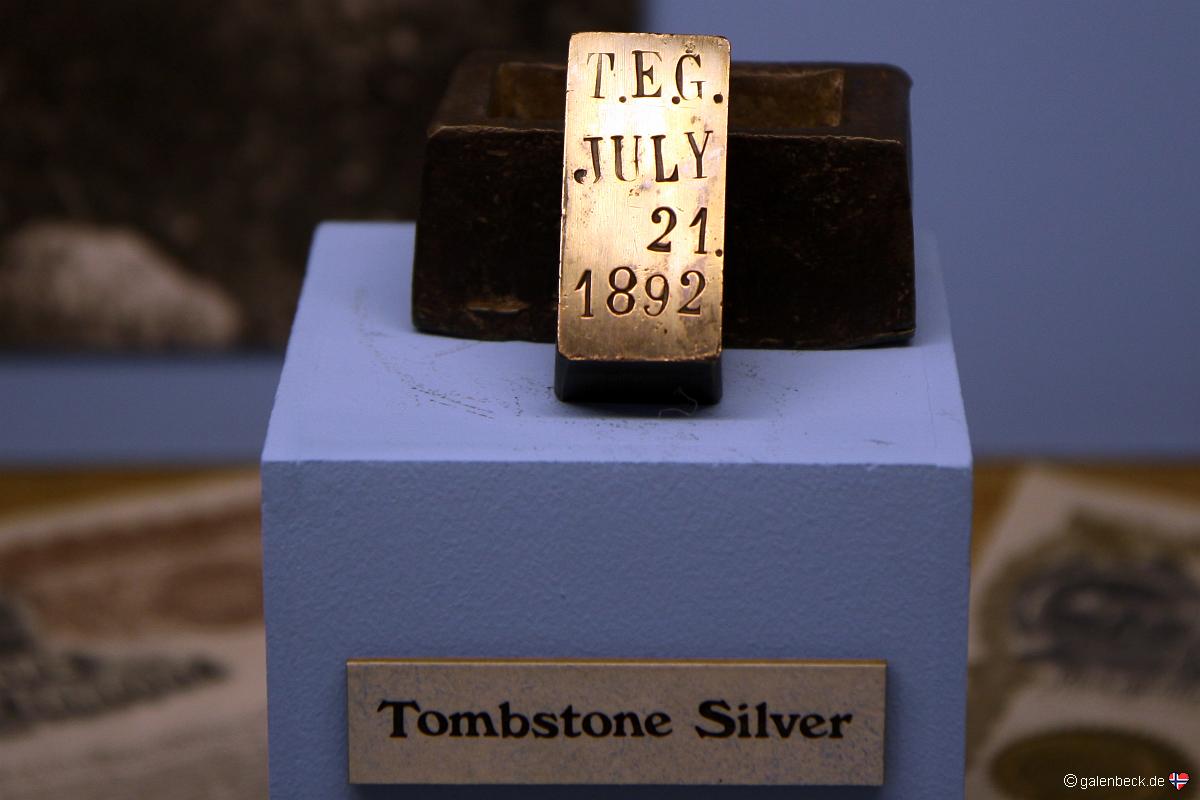 T.E.G.
JULY
21.
1892
Tombstone Silver
© galenbeck.de